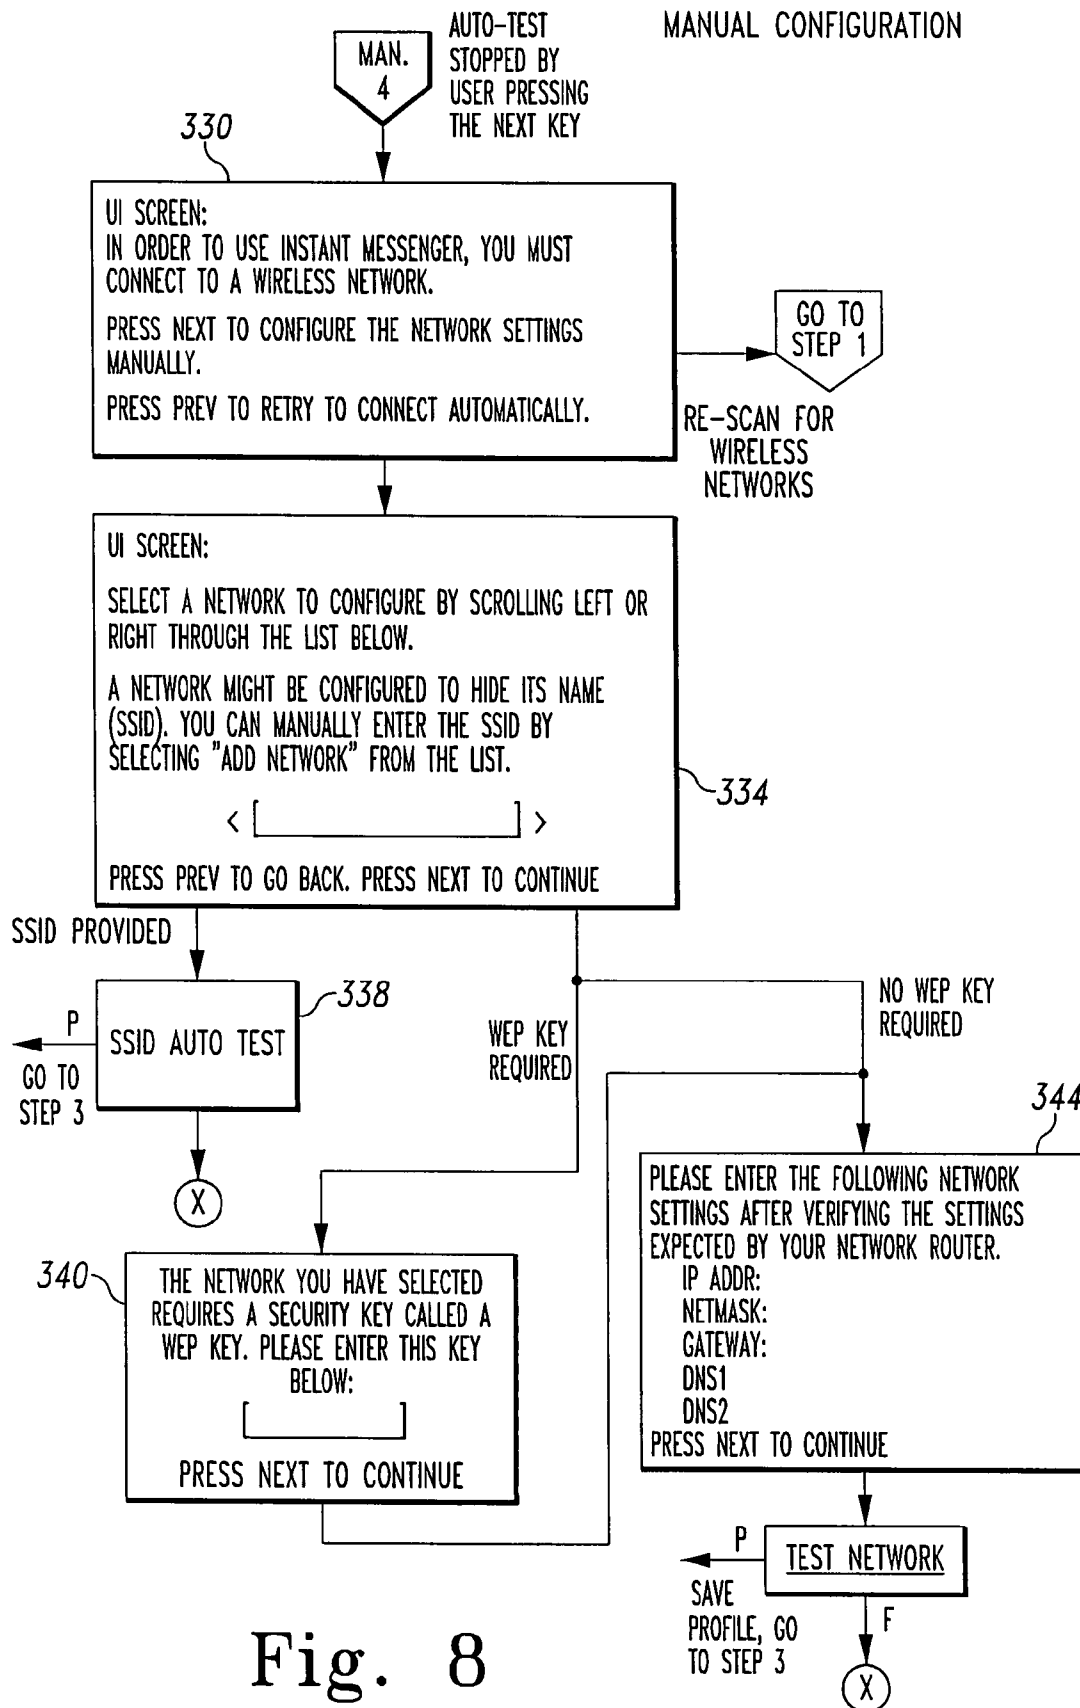 MANUAL CONFIGURATION
MAN.
4
AUTO-TEST
STOPPED BY
USER PRESSING
THE NEXT KEY
330
UI SCREEN:
IN ORDER TO USE INSTANT MESSENGER, YOU MUST
CONNECT TO A WIRELESS NETWORK.
PRESS NEXT TO CONFIGURE THE NETWORK SETTINGS
MANUALLY.
PRESS PREV TO RETRY TO CONNECT AUTOMATICALLY.
GO TO
STEP 1
RE-SCAN FOR
WIRELESS
NETWORKS
UI SCREEN:
SELECT A NETWORK TO CONFIGURE BY SCROLLING LEFT OR
RIGHT THROUGH THE LIST BELOW.
A NETWORK MIGHT BE CONFIGURED TO HIDE ITS NAME
(SSID). YOU CAN MANUALLY ENTER THE SSID BY
SELECTING "ADD NETWORK" FROM THE LIST.
< >
PRESS PREV TO GO BACK. PRESS NEXT TO CONTINUE
334
SSID PROVIDED
338
SSID AUTO TEST
P
GO TO
STEP 3
X
WEP KEY
REQUIRED
NO WEP KEY
REQUIRED
340
THE NETWORK YOU HAVE SELECTED
REQUIRES A SECURITY KEY CALLED A
WEP KEY. PLEASE ENTER THIS KEY
BELOW:
PRESS NEXT TO CONTINUE
344
PLEASE ENTER THE FOLLOWING NETWORK
SETTINGS AFTER VERIFYING THE SETTINGS
EXPECTED BY YOUR NETWORK ROUTER.
IP ADDR:
NETMASK:
GATEWAY:
DNS1
DNS2
PRESS NEXT TO CONTINUE
TEST NETWORK
P
SAVE
PROFILE, GO
TO STEP 3
F
X
Fig. 8